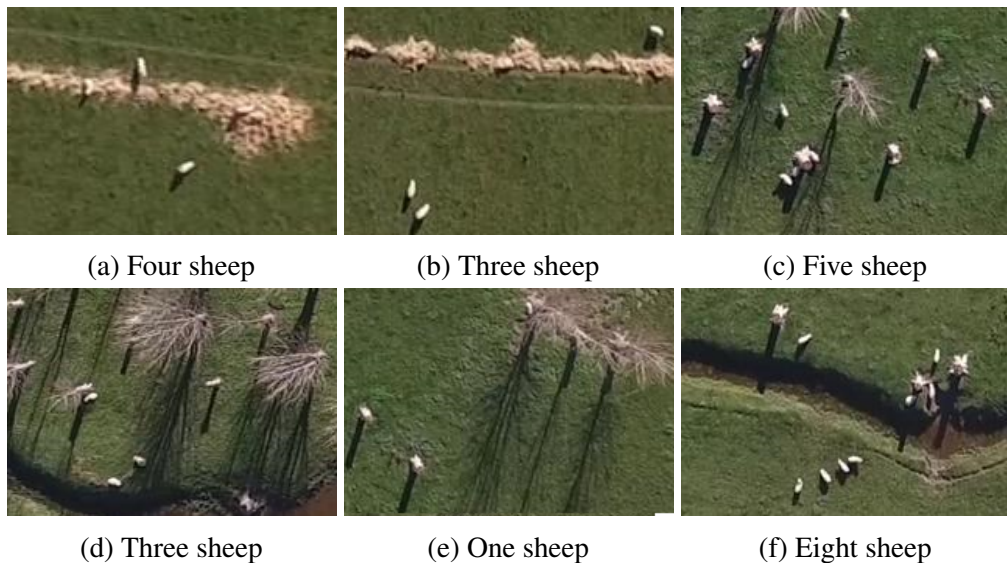 (a) Four sheep
(b) Three sheep
(c) Five sheep
(d) Three sheep
(e) One sheep
(f) Eight sheep